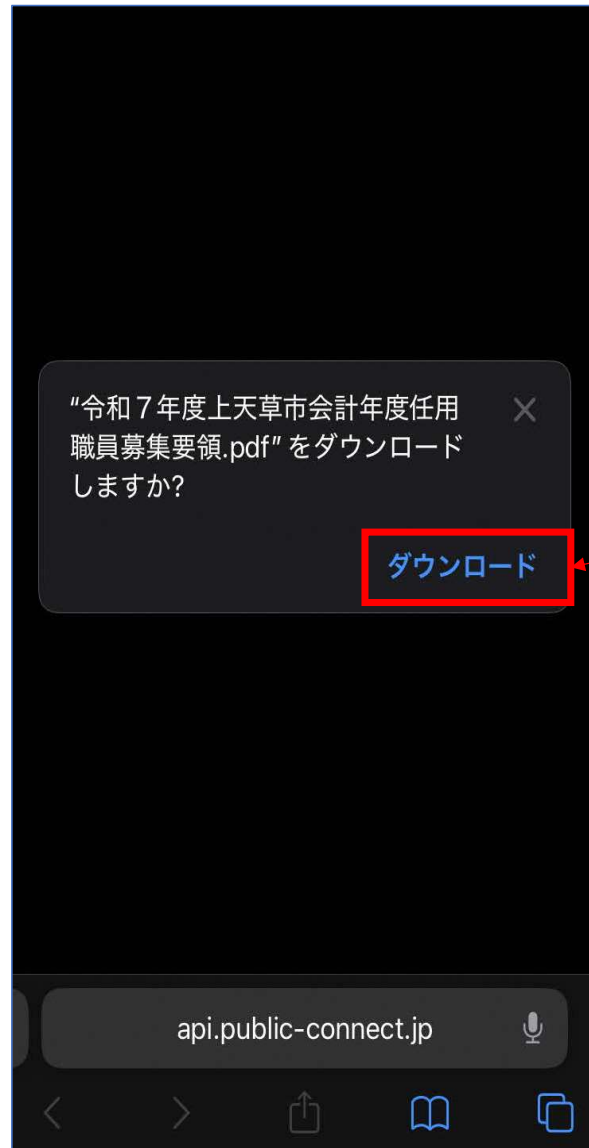 “令和７年度上天草市会計年度任用
職員募集要領.pdf” をダウンロード
しますか?
ダウンロード
api.public-connect.jp